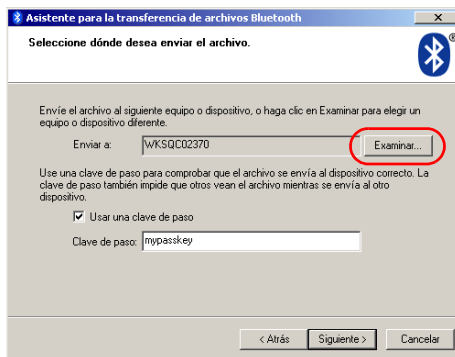 Asistente para la transferencia de archivos Bluetooth
Seleccione dónde desea enviar el archivo.
®
Envíe el archivo al siguiente equipo o dispositivo, o haga clic en Examinar para elegir un
equipo o dispositivo diferente.
Enviar a: WKSQC02370 Examinar...
Use una clave de paso para comprobar que el archivo se envía al dispositivo correcto. La
clave de paso también impide que otros vean el archivo mientras se envía al otro
dispositivo.
Usar una clave de paso
Clave de paso: mypasskey
< Atrás Siguiente > Cancelar